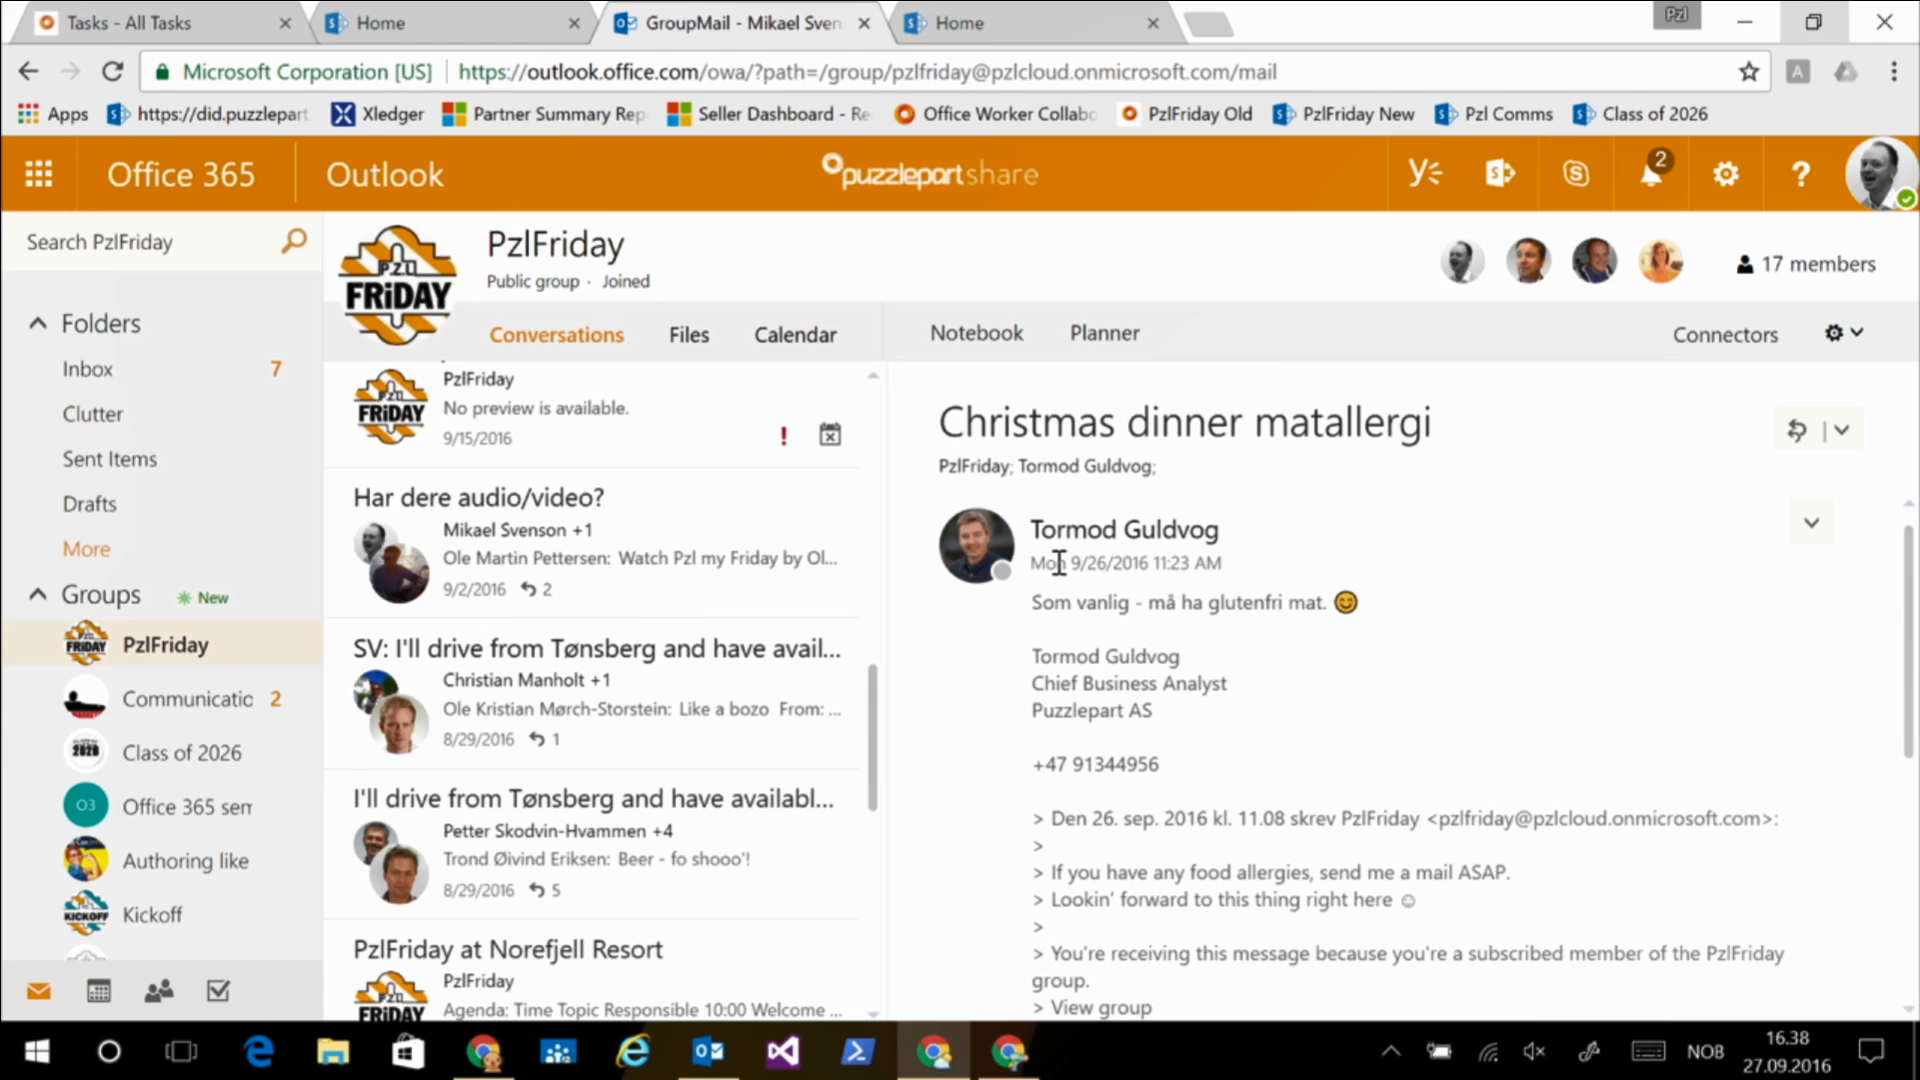 Tasks - All Tasks
Home
GroupMail - Mikael Sven
Home
Pzl
Microsoft Corporation [US]
https://outlook.office.com/owa/?path=/group/pzlfriday@pzlcloud.onmicrosoft.com/mail
Apps
https://did.puzzlepart
Xledger
Partner Summary Rep
Seller Dashboard - Re
Office Worker Collabo
PzlFriday Old
PzlFriday New
Pzl Comms
Class of 2026
Office 365
Outlook
puzzlepart share
2
Search PzlFriday
PzlFriday
Public group · Joined
17 members
Conversations
Files
Calendar
Notebook
Planner
Connectors
Folders
Inbox 7
Clutter
Sent Items
Drafts
More
Groups
New
PzlFriday
Communicatic 2
Class of 2026
O3
Office 365 sem
Authoring like
Kickoff
PzlFriday
No preview is available.
9/15/2016
Har dere audio/video?
Mikael Svenson +1
Ole Martin Pettersen: Watch Pzl my Friday by Ol...
9/2/2016 2
SV: I'll drive from Tønsberg and have avail...
Christian Manholt +1
Ole Kristian Mørch-Storstein: Like a bozo From: ...
8/29/2016 1
I'll drive from Tønsberg and have availabl...
Petter Skodvin-Hvammen +4
Trond Øivind Eriksen: Beer - fo shooo'!
8/29/2016 5
PzlFriday at Norefjell Resort
PzlFriday
Agenda: Time Topic Responsible 10:00 Welcome ...
Christmas dinner matallergi
PzlFriday; Tormod Guldvog;
Tormod Guldvog
Mon 9/26/2016 11:23 AM
Som vanlig - må ha glutenfri mat. 😊
Tormod Guldvog
Chief Business Analyst
Puzzlepart AS
+47 91344956
> Den 26. sep. 2016 kl. 11.08 skrev PzlFriday <pzlfriday@pzlcloud.onmicrosoft.com>:
>
> If you have any food allergies, send me a mail ASAP.
> Lookin' forward to this thing right here ☺
>
> You're receiving this message because you're a subscribed member of the PzlFriday
group.
> View group
NOB
16.38
27.09.2016